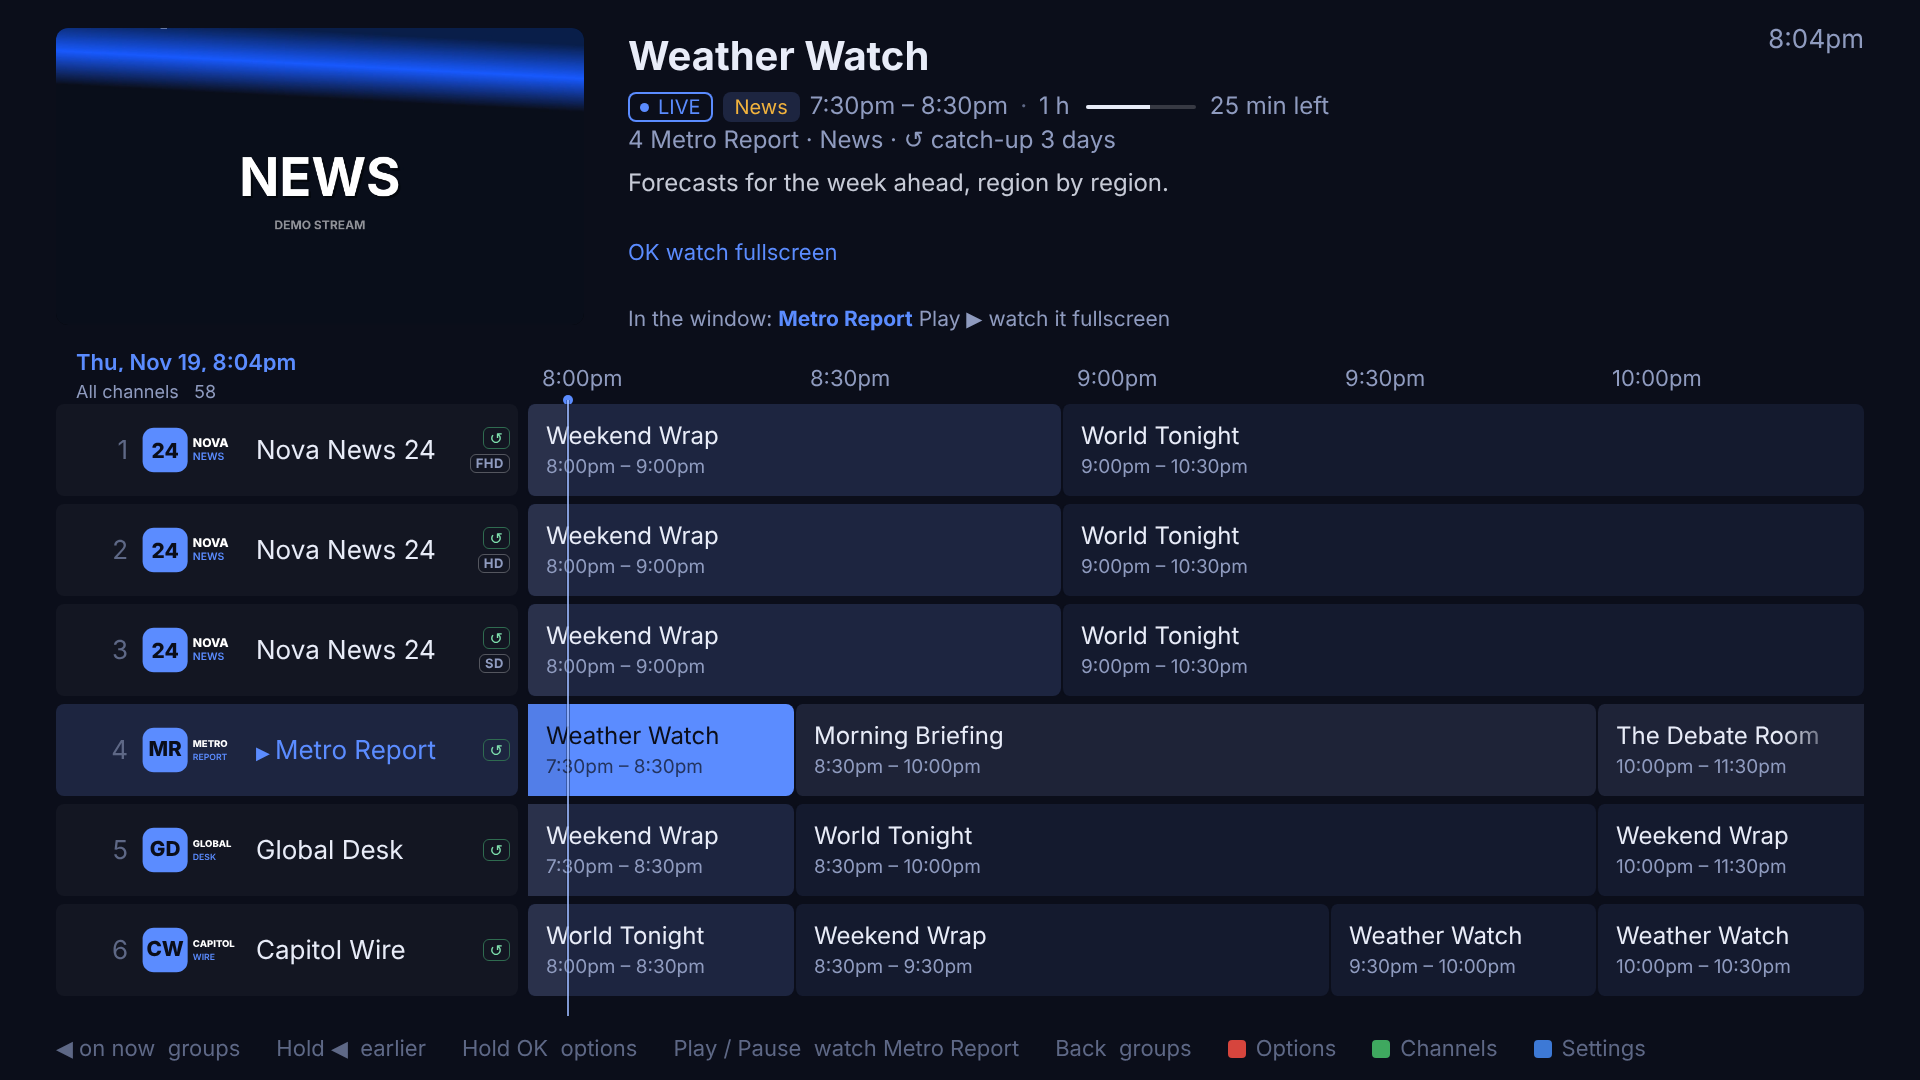 8:04pm
NEWS
DEMO STREAM
Weather Watch
LIVE News 7:30pm – 8:30pm · 1 h 25 min left
4 Metro Report · News · ↺ catch-up 3 days
Forecasts for the week ahead, region by region.
OK watch fullscreen
In the window: Metro Report Play ▶ watch it fullscreen
Thu, Nov 19, 8:04pm
All channels 58
8:00pm 8:30pm 9:00pm 9:30pm 10:00pm
1 24 NOVA NEWS Nova News 24 ↺ FHD
Weekend Wrap
8:00pm – 9:00pm
World Tonight
9:00pm – 10:30pm
2 24 NOVA NEWS Nova News 24 ↺ HD
Weekend Wrap
8:00pm – 9:00pm
World Tonight
9:00pm – 10:30pm
3 24 NOVA NEWS Nova News 24 ↺ SD
Weekend Wrap
8:00pm – 9:00pm
World Tonight
9:00pm – 10:30pm
4 MR METRO REPORT ▶ Metro Report ↺
Weather Watch
7:30pm – 8:30pm
Morning Briefing
8:30pm – 10:00pm
The Debate Room
10:00pm – 11:30pm
5 GD GLOBAL DESK Global Desk ↺
Weekend Wrap
7:30pm – 8:30pm
World Tonight
8:30pm – 10:00pm
Weekend Wrap
10:00pm – 11:30pm
6 CW CAPITOL WIRE Capitol Wire ↺
World Tonight
8:00pm – 8:30pm
Weekend Wrap
8:30pm – 9:30pm
Weather Watch
9:30pm – 10:00pm
Weather Watch
10:00pm – 10:30pm
◀ on now groups Hold ◀ earlier Hold OK options Play / Pause watch Metro Report Back groups Options Channels Settings